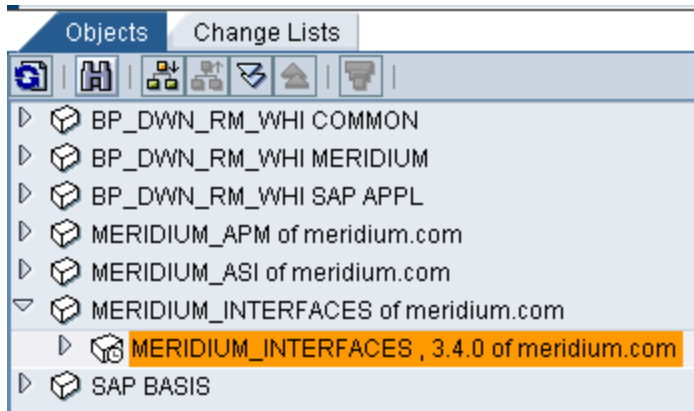 Objects Change Lists
BP_DWN_RM_WHI COMMON
BP_DWN_RM_WHI MERIDIUM
BP_DWN_RM_WHI SAP APPL
MERIDIUM_APM of meridium.com
MERIDIUM_ASI of meridium.com
MERIDIUM_INTERFACES of meridium.com
MERIDIUM_INTERFACES , 3.4.0 of meridium.com
SAP BASIS